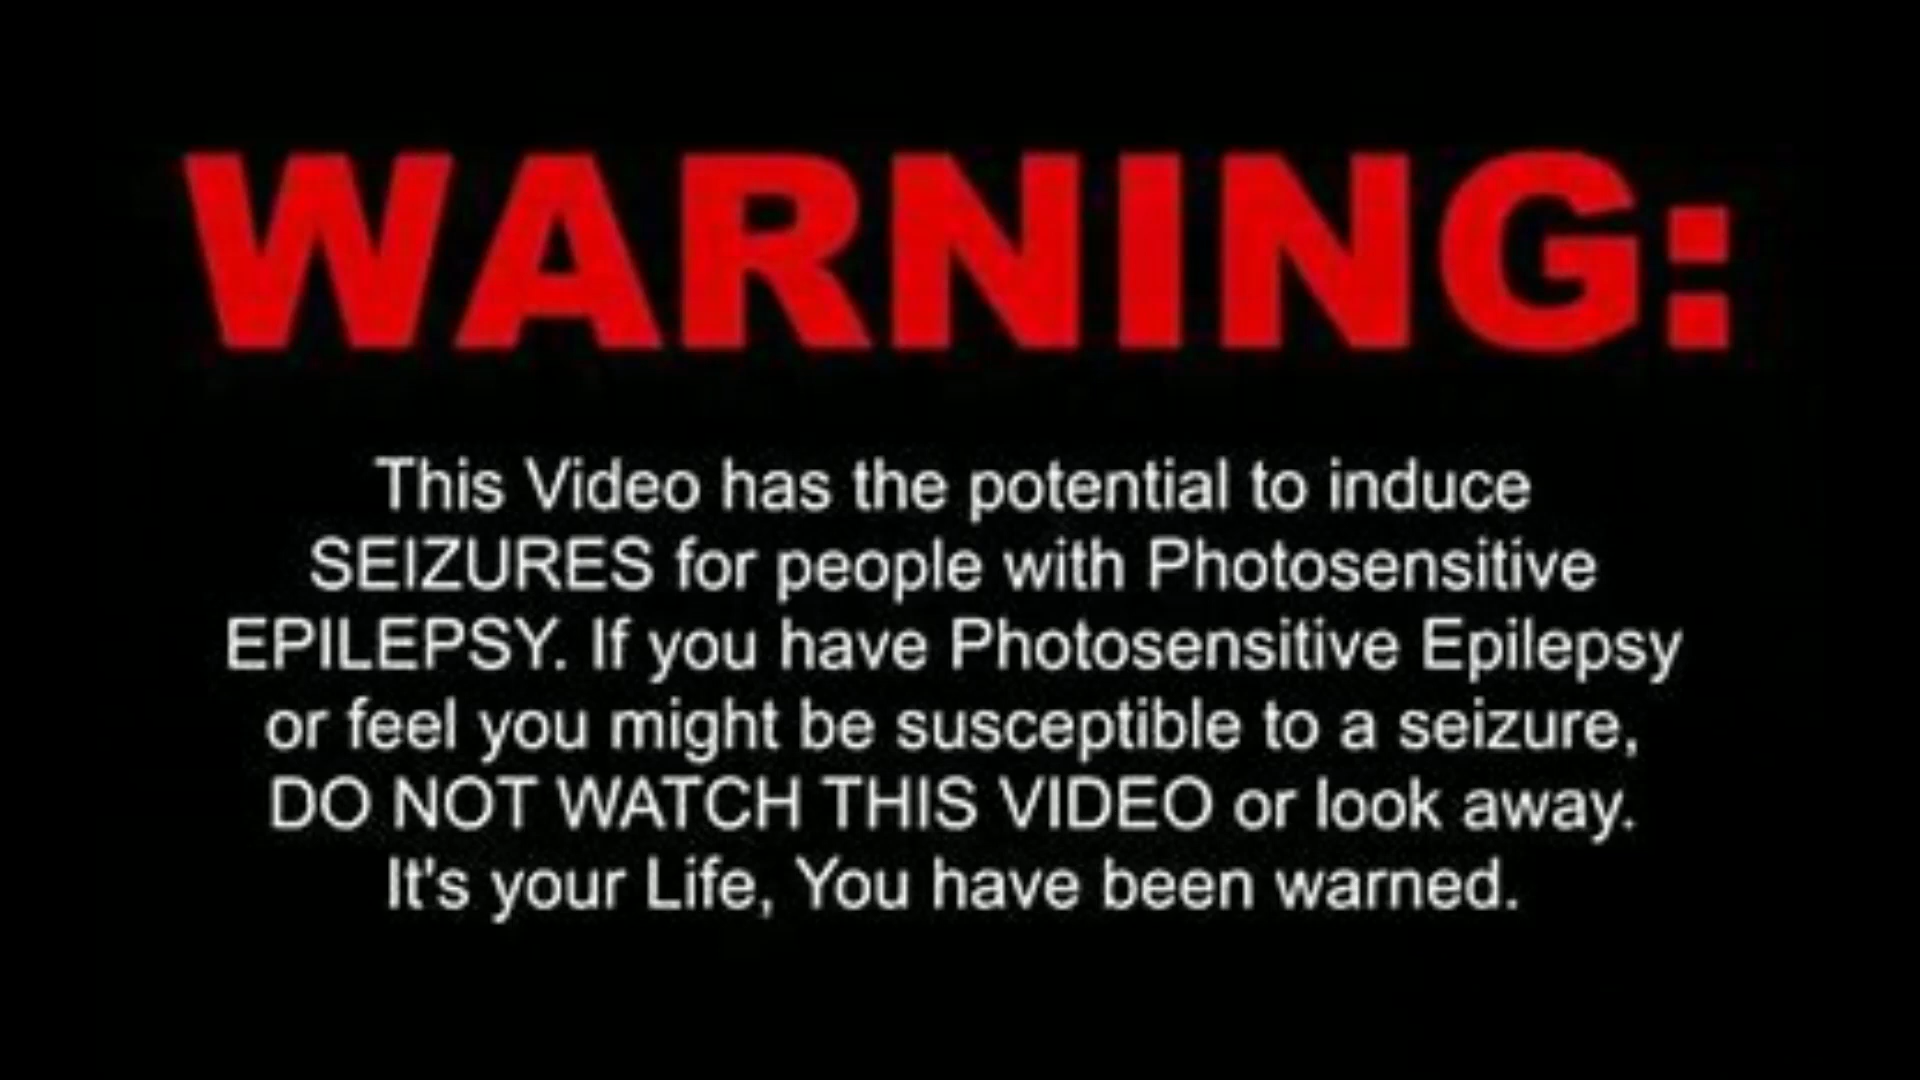 WARNING:
This Video has the potential to induce
SEIZURES for people with Photosensitive
EPILEPSY. If you have Photosensitive Epilepsy
or feel you might be susceptible to a seizure,
DO NOT WATCH THIS VIDEO or look away.
It's your Life, You have been warned.